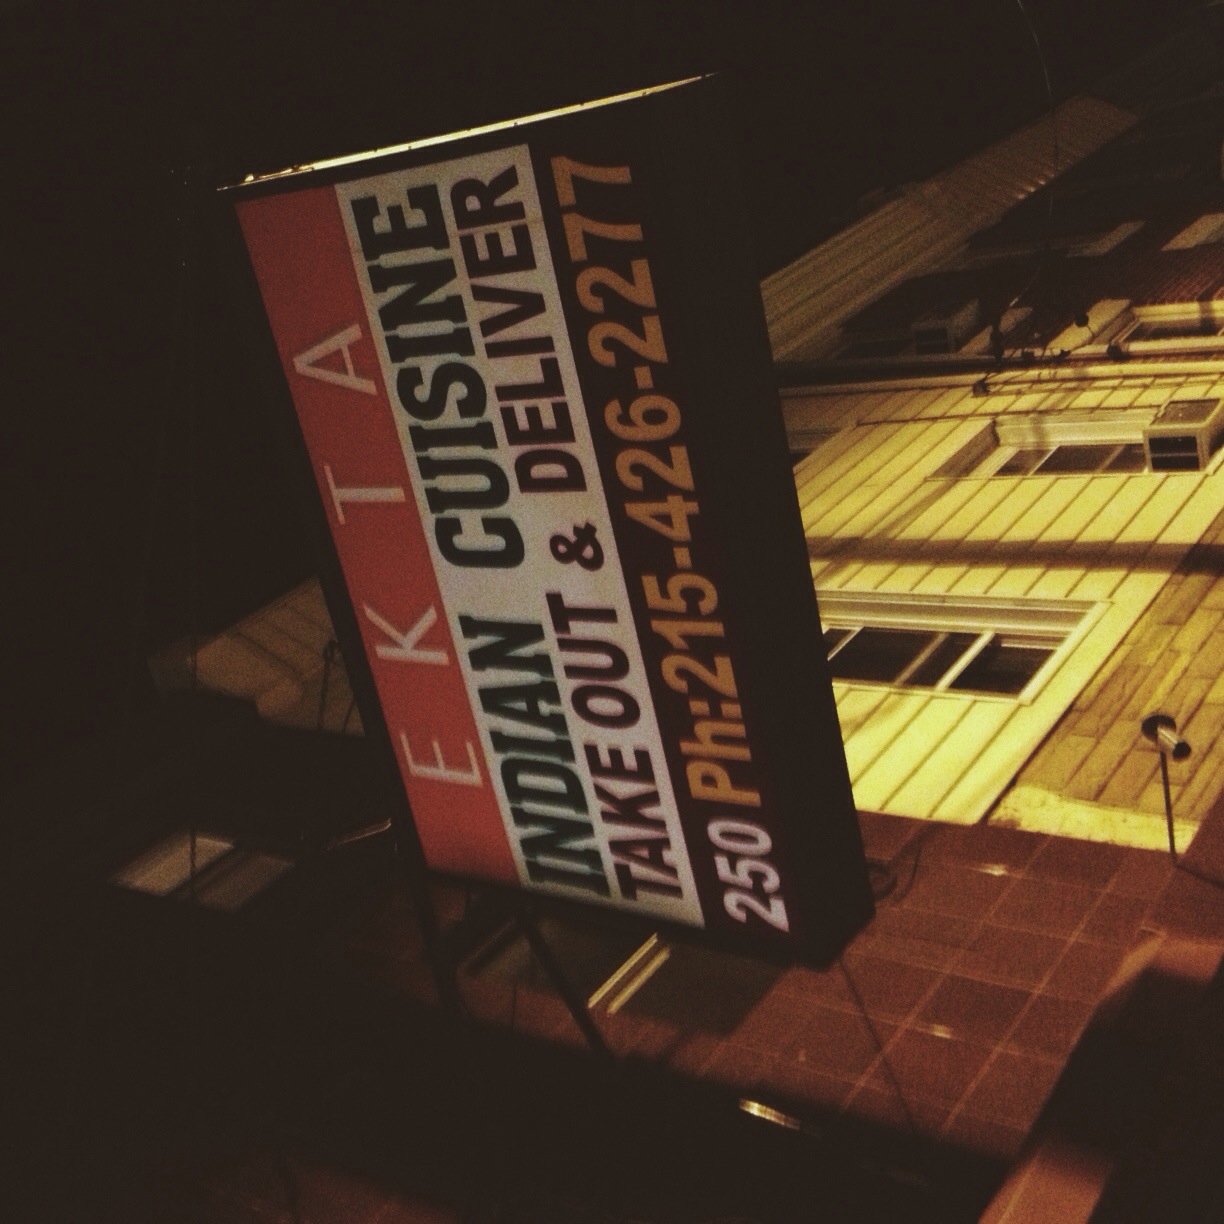 EKTA
INDIAN CUISINE
TAKE OUT & DELIVER
250 Ph:215-426-2277